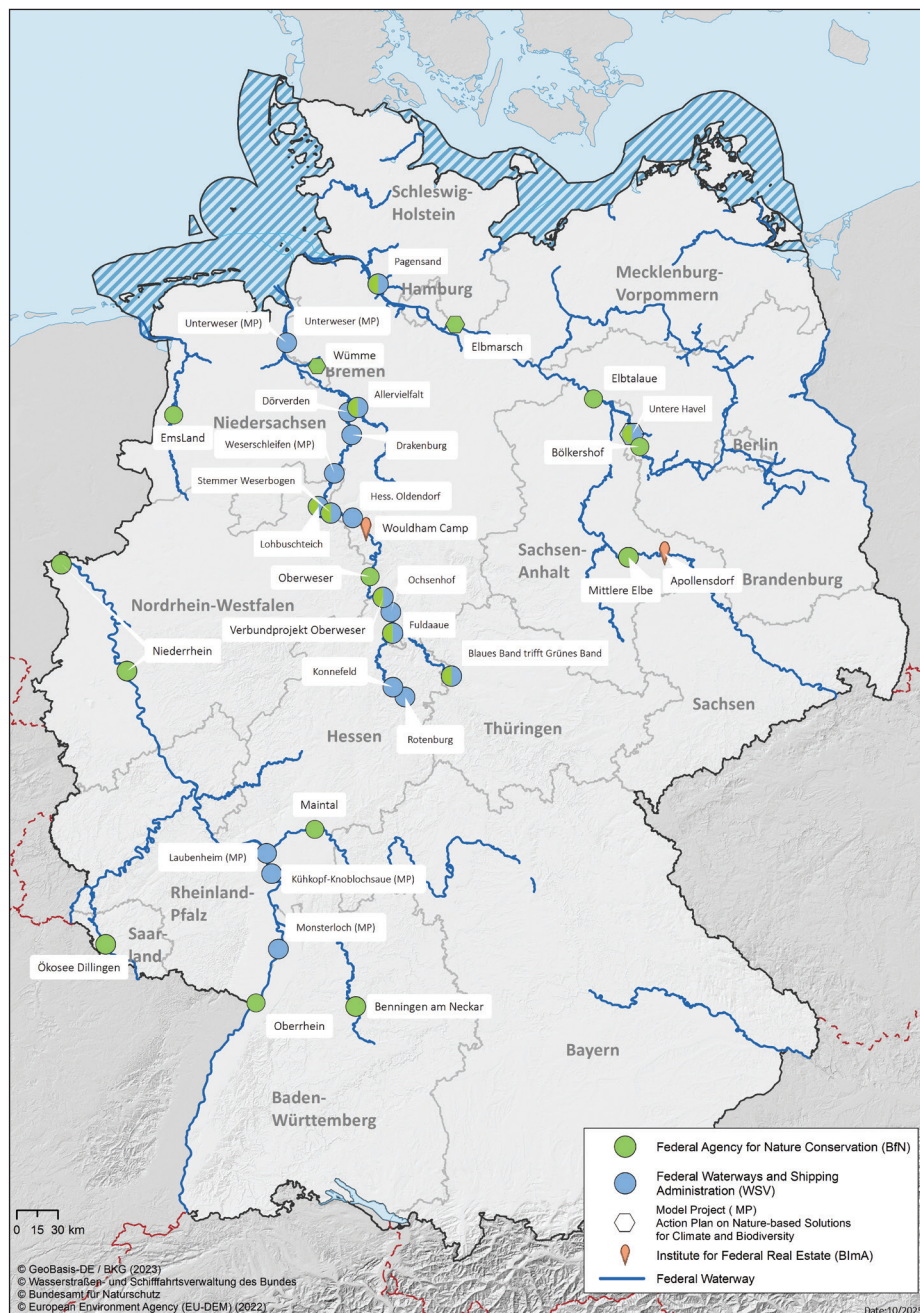 Schleswig-
Holstein
Pagensand
Hamburg
Mecklenburg-
Vorpommern
Unterweser (MP)
Unterweser (MP)
Elbmarsch
Wümme
Bremen
Elbtalaue
Dörverden
Allervielfalt
Untere Havel
Niedersachsen
EmsLand
Drakenburg
Berlin
Weserschleifen (MP)
Bölkershof
Stemmer Weserbogen
Hess. Oldendorf
Wouldham Camp
Lohbuschteich
Sachsen-
Anhalt
Oberweser
Ochsenhof
Mittlere Elbe
Apollensdorf
Brandenburg
Nordrhein-Westfalen
Verbundprojekt Oberweser
Fuldaaue
Niederrhein
Blaues Band trifft Grünes Band
Konnefeld
Sachsen
Hessen
Rotenburg
Thüringen
Maintal
Laubenheim (MP)
Kühkopf-Knoblochsaue (MP)
Rheinland-
Pfalz
Monsterloch (MP)
Saar-
land
Ökosee Dillingen
Oberrhein
Benningen am Neckar
Bayern
Baden-
Württemberg
Federal Agency for Nature Conservation (BfN)
Federal Waterways and Shipping
Administration (WSV)
Model Project ( MP)
Action Plan on Nature-based Solutions
for Climate and Biodiversity
Institute for Federal Real Estate (BImA)
Federal Waterway
0 15 30 km
© GeoBasis-DE / BKG (2023)
© Wasserstraßen- und Schifffahrtsverwaltung des Bundes
© Bundesamt für Naturschutz
© European Environment Agency (EU-DEM) (2022)